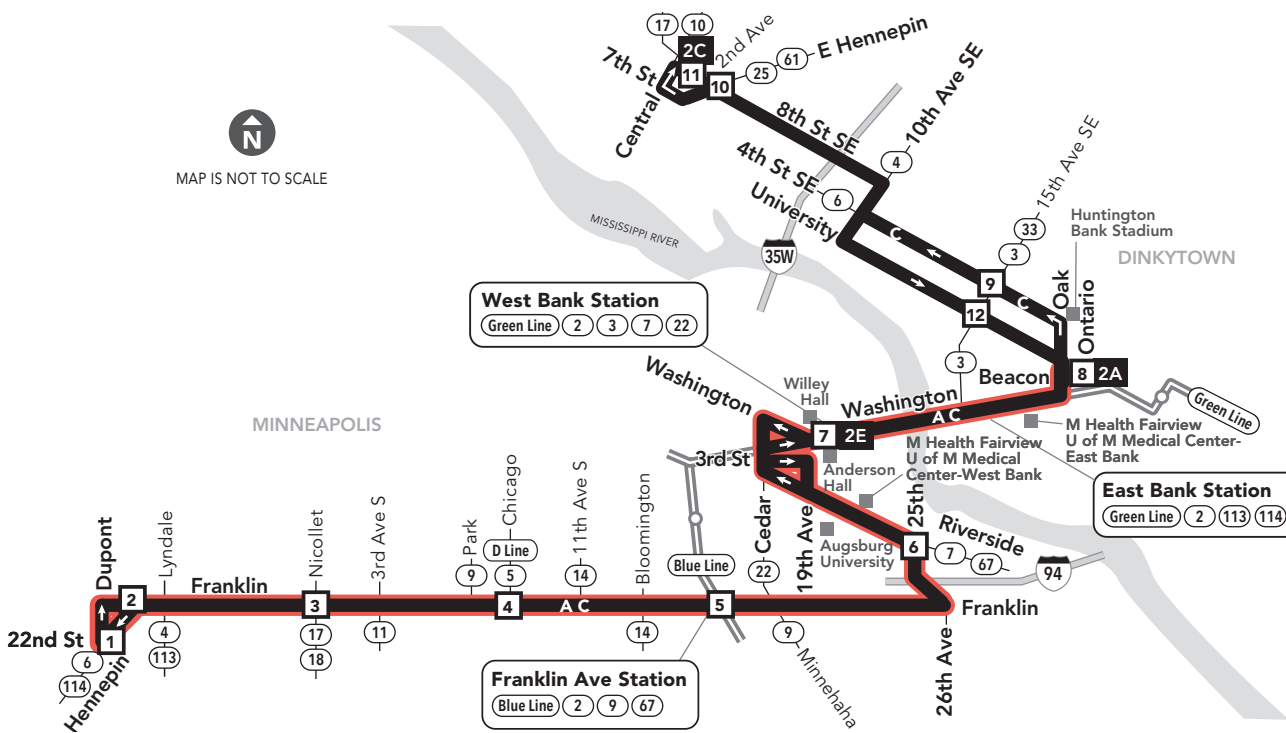 17
10
2C
2nd Ave
25
61
E Hennepin
7th St
11
10
Central
8th St SE
10th Ave SE
4
N
MAP IS NOT TO SCALE
4th St SE
6
University
MISSISSIPPI RIVER
35W
15th Ave SE
33
3
Huntington
Bank Stadium
DINKYTOWN
C
9
C
Oak
Ontario
12
West Bank Station
Green Line
2
3
7
22
3
Beacon
8
2A
Green Line
Washington
Willey
Hall
Washington
A C
7
2E
MINNEAPOLIS
3rd St
Anderson
Hall
M Health Fairview
U of M Medical
Center-West Bank
M Health Fairview
U of M Medical Center-
East Bank
East Bank Station
Green Line
2
113
114
Cedar
19th Ave
Augsburg
University
25th
6
Riverside
7
67
94
Dupont
Lyndale
Franklin
Nicollet
3rd Ave S
Park
9
Chicago
D Line
5
11th Ave S
14
Bloomington
Blue Line
22
2
3
4
A C
5
Franklin
22nd St
1
6
114
Hennepin
4
113
17
18
11
14
9
Minnehaha
26th Ave
Franklin Ave Station
Blue Line
2
9
67